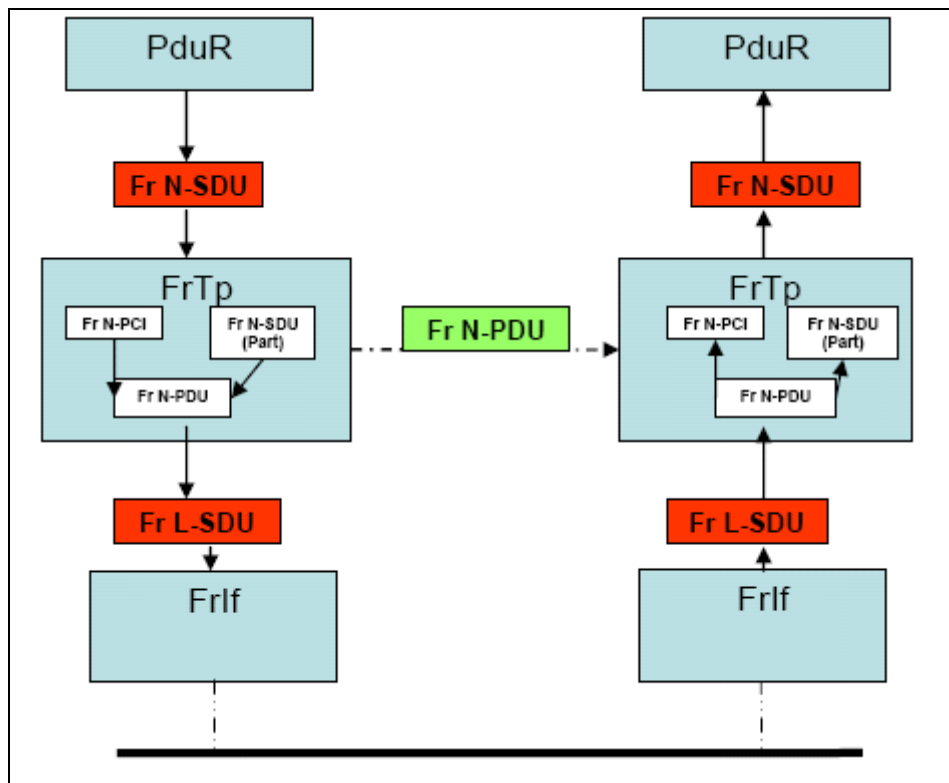 PduR
PduR
Fr N-SDU
Fr N-SDU
FrTp
Fr N-PCI
Fr N-SDU
(Part)
Fr N-PDU
Fr N-PDU
FrTp
Fr N-PCI
Fr N-SDU
(Part)
Fr N-PDU
Fr L-SDU
Fr L-SDU
FrIf
FrIf